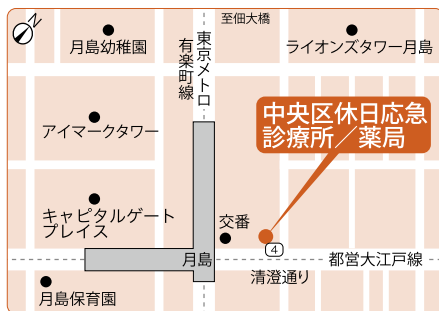 N
至佃大橋
月島幼稚園
東京メトロ
有楽町線
ライオンズタワー月島
中央区休日応急
診療所／薬局
アイマークタワー
キャピタルゲート
プレイス
交番
4
月島
都営大江戸線
清澄通り
月島保育園